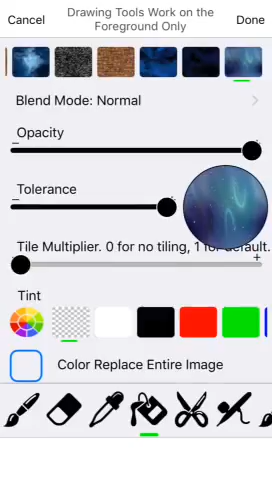 Cancel
Drawing Tools Work on the
Foreground Only
Done
Blend Mode: Normal
Opacity
Tolerance
Tile Multiplier. 0 for no tiling, 1 for default.
Tint
Color Replace Entire Image